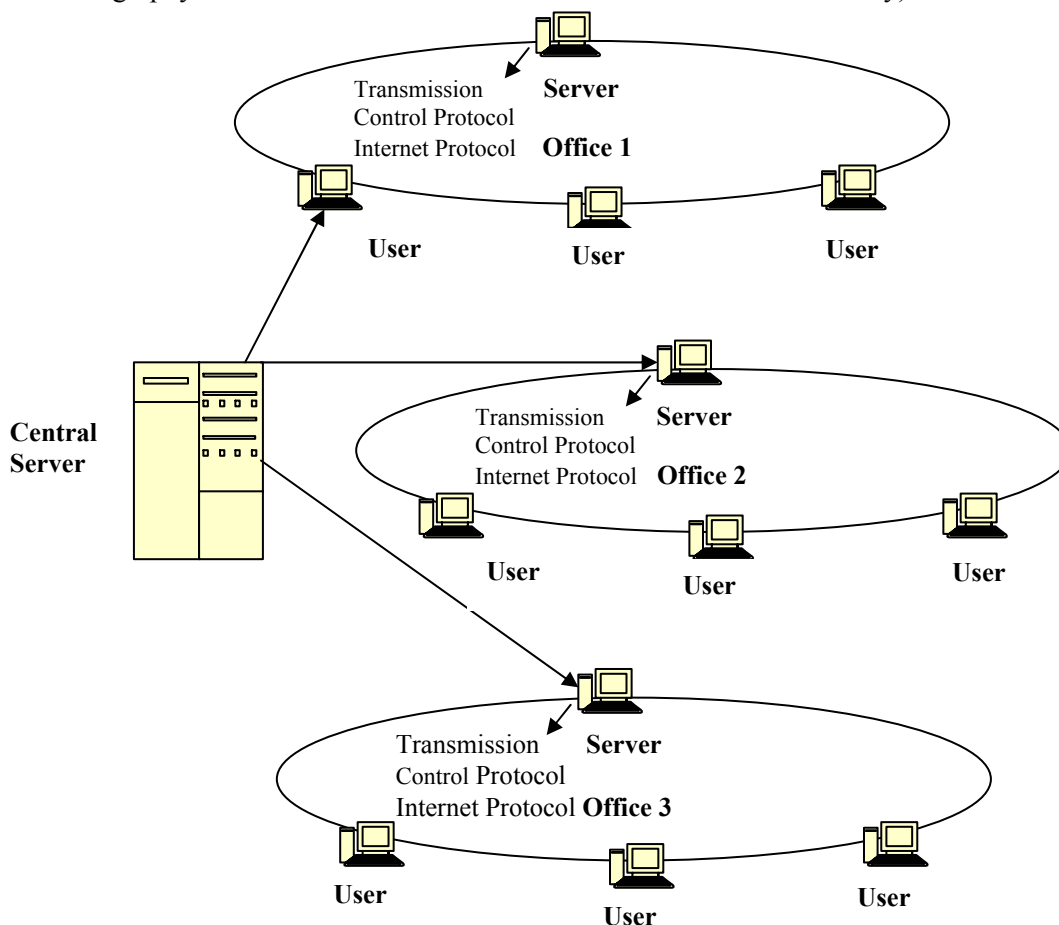 Server
Transmission
Control Protocol
Internet Protocol Office 1
User
User
User
Central
Server
Transmission
Server
Control Protocol
Internet Protocol Office 2
User
User
User
Transmission
Server
Control Protocol
Internet Protocol Office 3
User
User
User